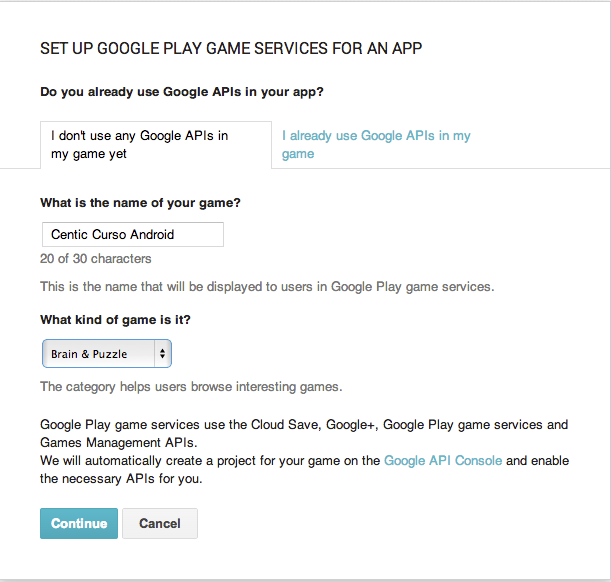 SET UP GOOGLE PLAY GAME SERVICES FOR AN APP
Do you already use Google APIs in your app?
I don't use any Google APIs in
my game yet
I already use Google APIs in my
game
What is the name of your game?
Centic Curso Android
20 of 30 characters
This is the name that will be displayed to users in Google Play game services.
What kind of game is it?
Brain & Puzzle
The category helps users browse interesting games.
Google Play game services use the Cloud Save, Google+, Google Play game services and
Games Management APIs.
We will automatically create a project for your game on the Google API Console and enable
the necessary APIs for you.
Continue
Cancel